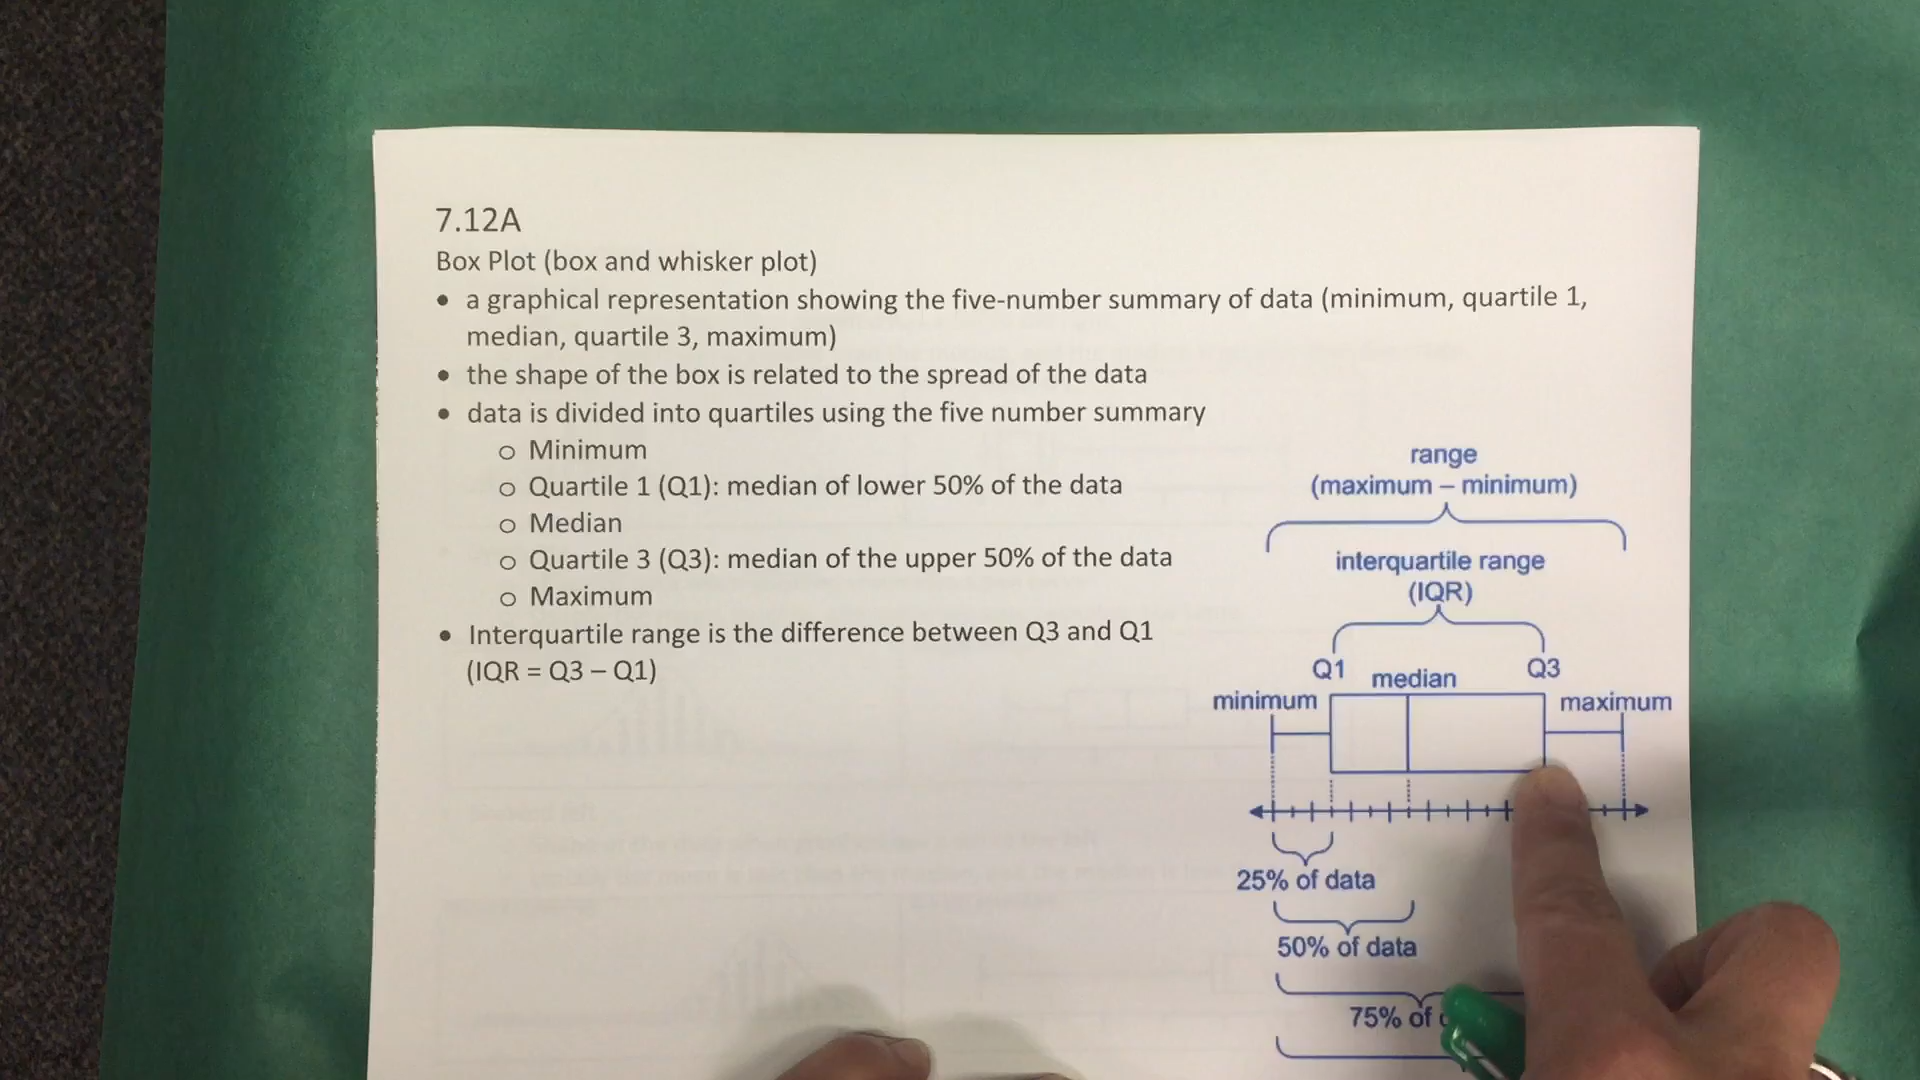 7.12A
Box Plot (box and whisker plot)
• a graphical representation showing the five-number summary of data (minimum, quartile 1,
median, quartile 3, maximum)
• the shape of the box is related to the spread of the data
• data is divided into quartiles using the five number summary
o Minimum
o Quartile 1 (Q1): median of lower 50% of the data
o Median
o Quartile 3 (Q3): median of the upper 50% of the data
o Maximum
• Interquartile range is the difference between Q3 and Q1
(IQR = Q3 – Q1)
range
(maximum – minimum)
interquartile range
(IQR)
Q1
median
Q3
minimum
maximum
25% of data
50% of data
75% of